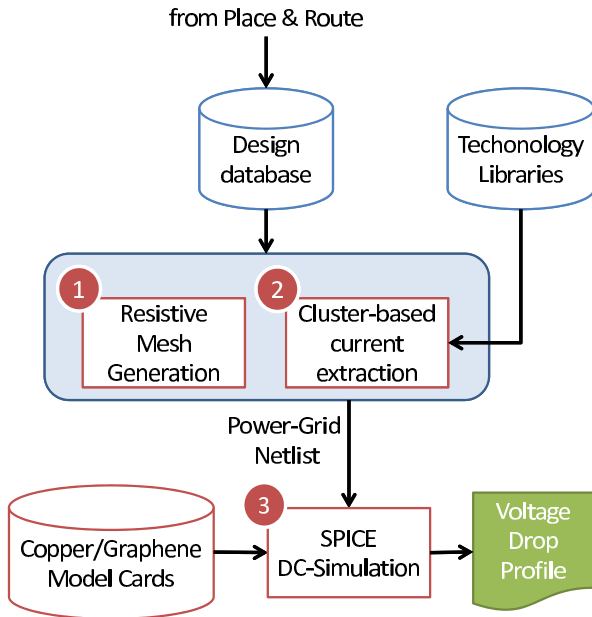 from Place & Route
Design
database
Techonology
Libraries
1
Resistive
Mesh
Generation
2
Cluster-based
current
extraction
Power-Grid
Netlist
Copper/Graphene
Model Cards
3
SPICE
DC-Simulation
Voltage
Drop
Profile